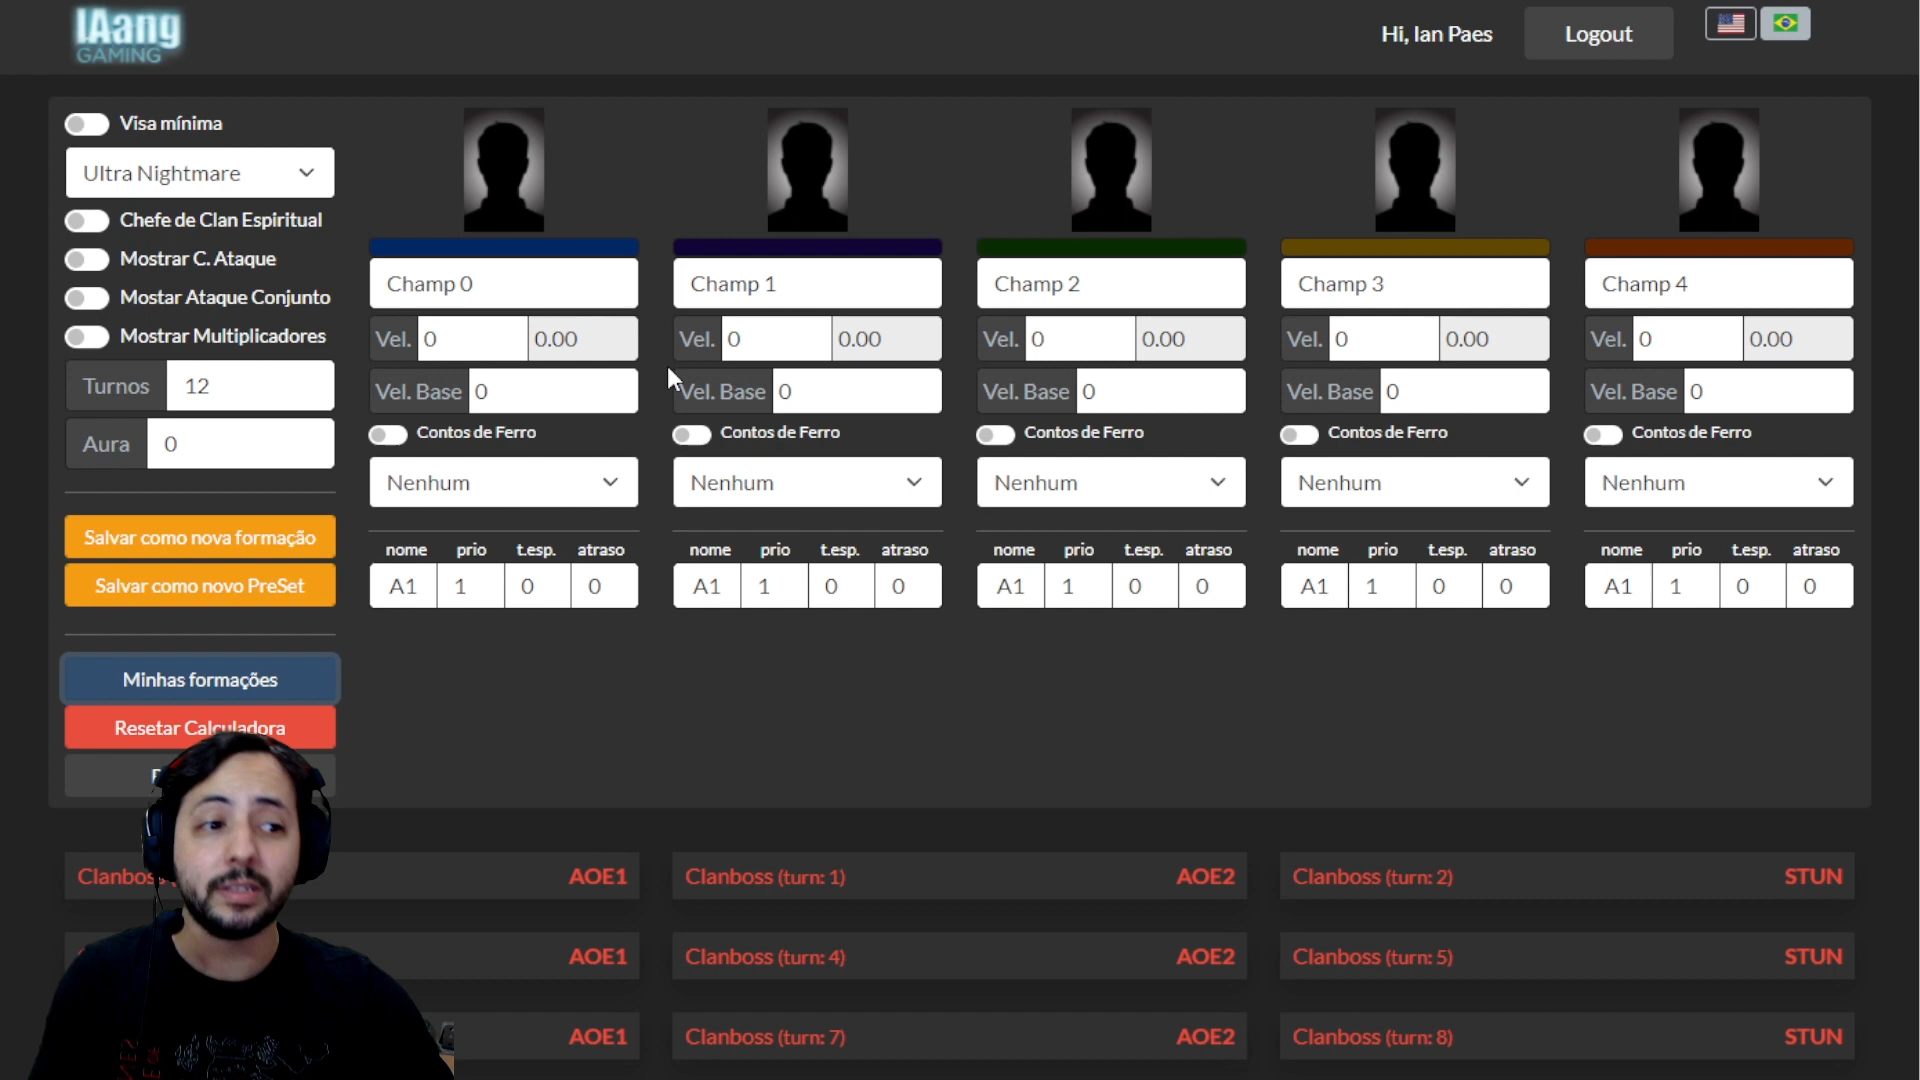 IAang
GAMING
Hi, Ian Paes
Logout
Visa mínima
Ultra Nightmare
Chefe de Clan Espiritual
Mostrar C. Ataque
Mostar Ataque Conjunto
Mostrar Multiplicadores
Turnos 12
Aura 0
Salvar como nova formação
Salvar como novo PreSet
Minhas formações
Resetar Calculadora
Champ 0
Vel. 0 0.00
Vel. Base 0
Contos de Ferro
Nenhum
nome prio t.esp. atraso
A1 1 0 0
Champ 1
Vel. 0 0.00
Vel. Base 0
Contos de Ferro
Nenhum
nome prio t.esp. atraso
A1 1 0 0
Champ 2
Vel. 0 0.00
Vel. Base 0
Contos de Ferro
Nenhum
nome prio t.esp. atraso
A1 1 0 0
Champ 3
Vel. 0 0.00
Vel. Base 0
Contos de Ferro
Nenhum
nome prio t.esp. atraso
A1 1 0 0
Champ 4
Vel. 0 0.00
Vel. Base 0
Contos de Ferro
Nenhum
nome prio t.esp. atraso
A1 1 0 0
AOE1
Clanboss (turn: 1) AOE2
Clanboss (turn: 2) STUN
AOE1
Clanboss (turn: 4) AOE2
Clanboss (turn: 5) STUN
AOE1
Clanboss (turn: 7) AOE2
Clanboss (turn: 8) STUN